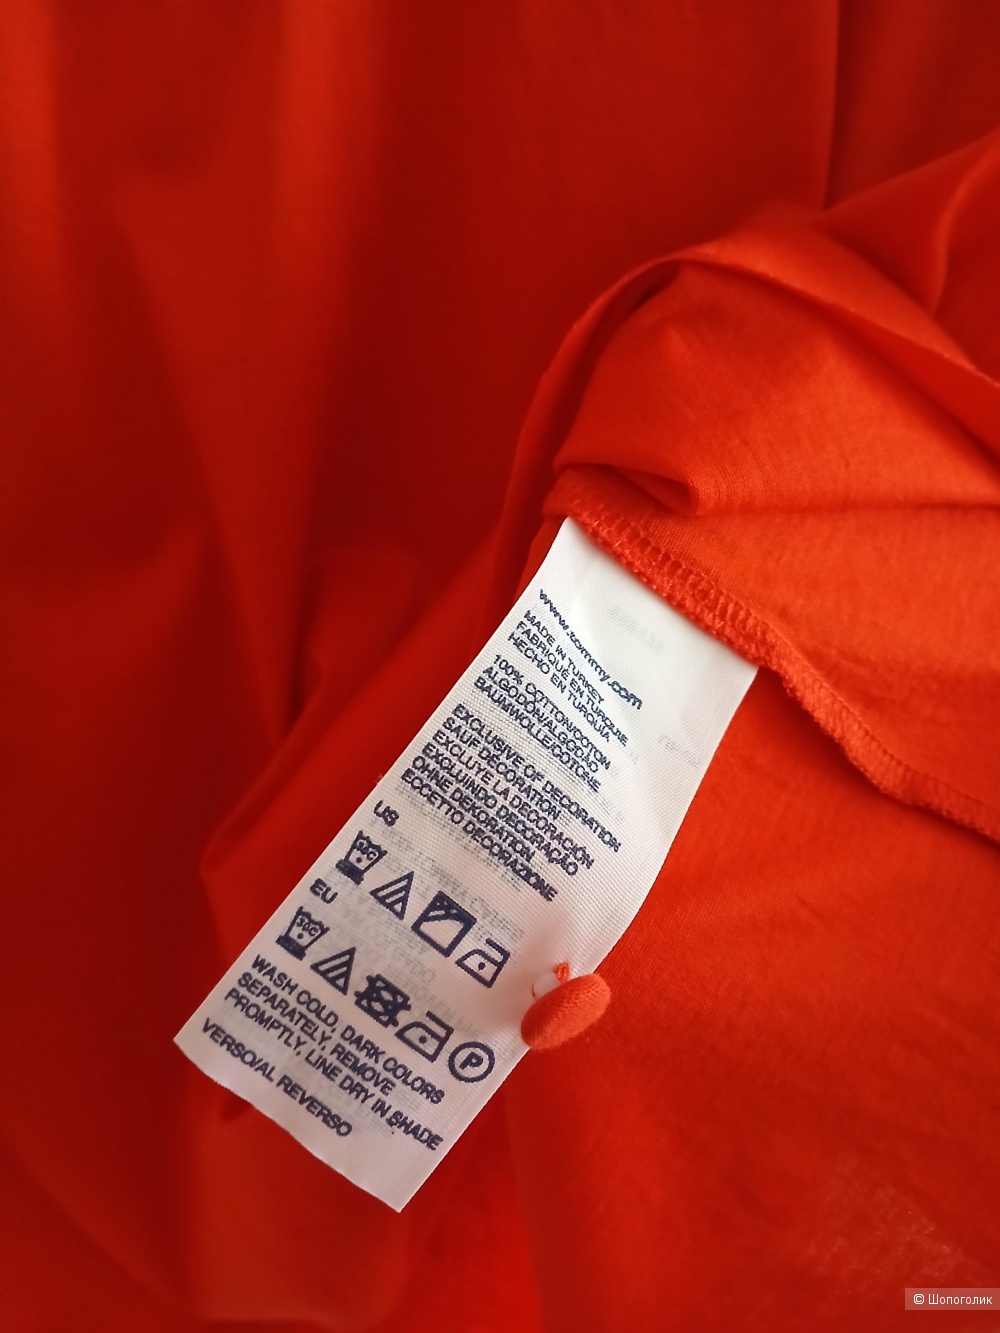 www.tommy.com
MADE IN TURKEY
FABRIQUÉ EN TURQUIE
HECHO EN TURQUIA
100% COTTON/COTON
ALGODÓN/ALGODÃO
BAUMWOLLE/COTONE
EXCLUSIVE OF DECORATION
SAUF DÉCORATION
EXCLUYE LA DECORACIÓN
EXCLUINDO DECORAÇÃO
OHNE DEKORATION
ECCETTO DECORAZIONE
US
EU
50C
P
WASH COLD, DARK COLORS
SEPARATELY, REMOVE
PROMPTLY, LINE DRY IN SHADE
VERSO/AL REVERSO
© Шопоголик